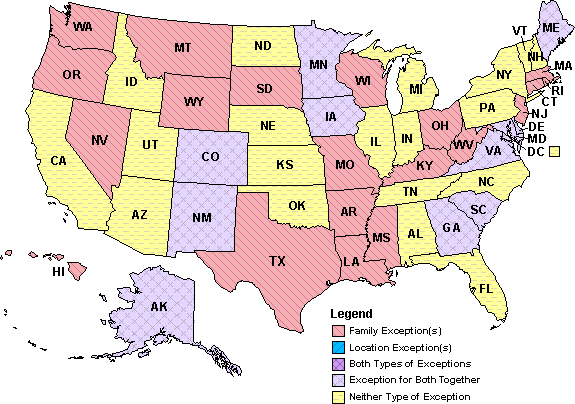 VT
ME
WA
MT
ND
MN
NH
MA
OR
ID
SD
WI
MI
NY
RI
CT
WY
IA
PA
NJ
NV
NE
IL
IN
OH
DE
MD
CA
UT
CO
KS
MO
KY
WV
VA
DC
AZ
NM
OK
AR
TN
NC
SC
MS
AL
GA
TX
LA
FL
HI
AK
Legend
Family Exception(s)
Location Exception(s)
Both Types of Exceptions
Exception for Both Together
Neither Type of Exception